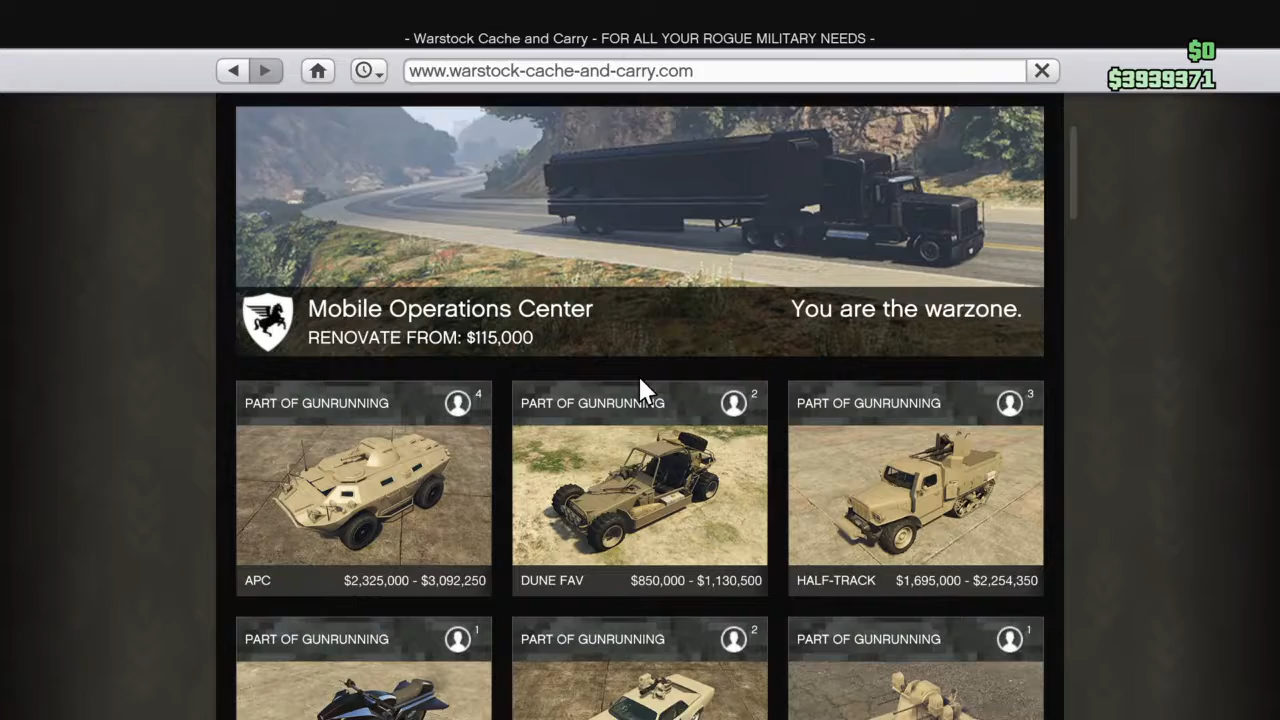 - Warstock Cache and Carry - FOR ALL YOUR ROGUE MILITARY NEEDS -
$0
www.warstock-cache-and-carry.com
$3939371
Mobile Operations Center
You are the warzone.
RENOVATE FROM: $115,000
PART OF GUNRUNNING 4
PART OF GUNRUNNING 2
PART OF GUNRUNNING 3
APC $2,325,000 - $3,092,250
DUNE FAV $850,000 - $1,130,500
HALF-TRACK $1,695,000 - $2,254,350
PART OF GUNRUNNING 1
PART OF GUNRUNNING 2
PART OF GUNRUNNING 1